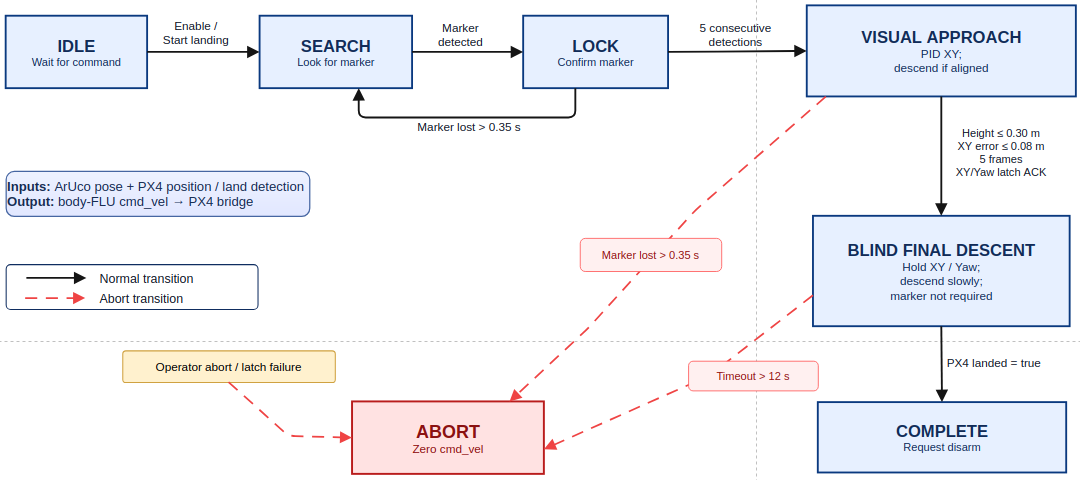 IDLE
Wait for command
Enable /
Start landing
SEARCH
Look for marker
Marker
detected
LOCK
Confirm marker
5 consecutive
detections
VISUAL APPROACH
PID XY;
descend if aligned
Marker lost > 0.35 s
Height ≤ 0.30 m
XY error ≤ 0.08 m
5 frames
XY/Yaw latch ACK
Inputs: ArUco pose + PX4 position / land detection
Output: body-FLU cmd_vel → PX4 bridge
Normal transition
Abort transition
Marker lost > 0.35 s
BLIND FINAL DESCENT
Hold XY / Yaw;
descend slowly;
marker not required
Operator abort / latch failure
Timeout > 12 s
PX4 landed = true
ABORT
Zero cmd_vel
COMPLETE
Request disarm